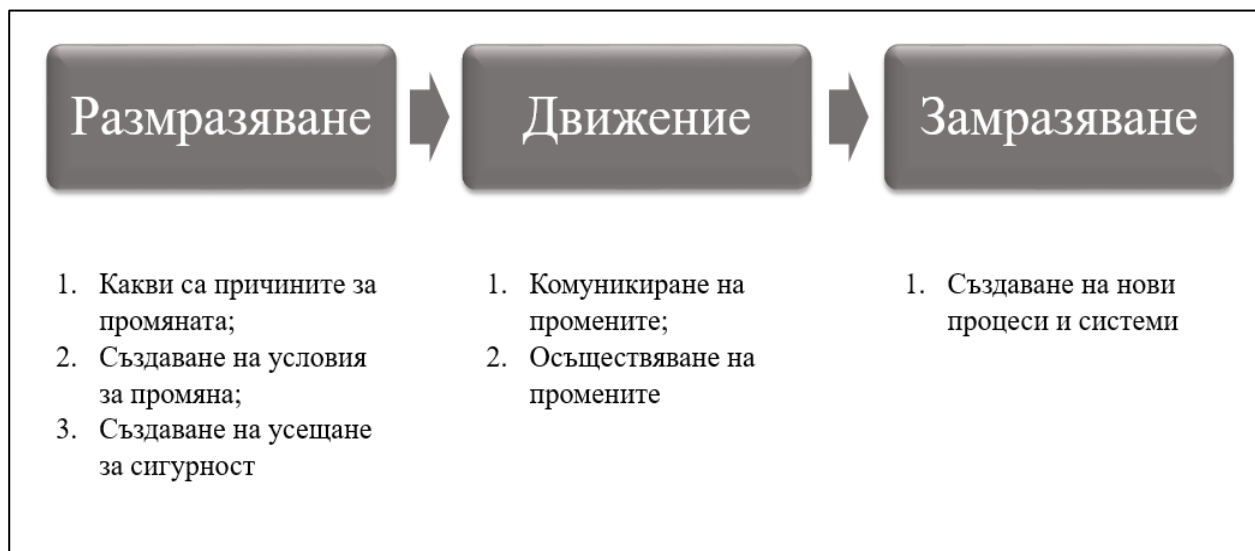 Размразяване
Движение
Замразяване
1. Какви са причините за
промяната;
2. Създаване на условия
за промяна;
3. Създаване на усещане
за сигурност
1. Комуникиране на
промените;
2. Осъществяване на
промените
1. Създаване на нови
процеси и системи